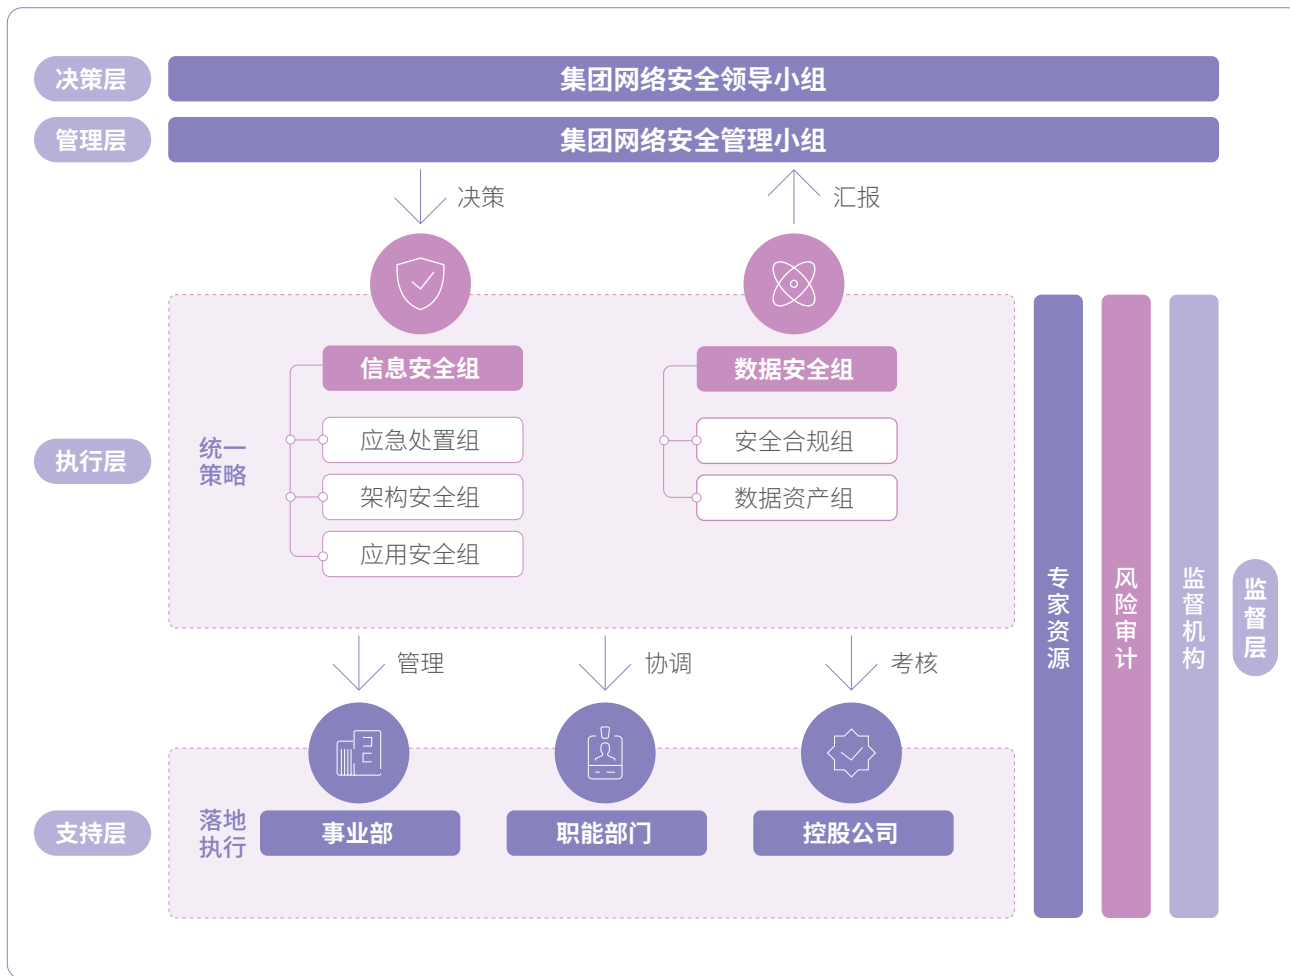 决策层
集团网络安全领导小组
管理层
集团网络安全管理小组
决策
汇报
执行层
统一
策略
信息安全组
应急处置组
架构安全组
应用安全组
数据安全组
安全合规组
数据资产组
管理
协调
考核
支持层
落地
执行
事业部
职能部门
控股公司
专家资源
风险审计
监督机构
监督层